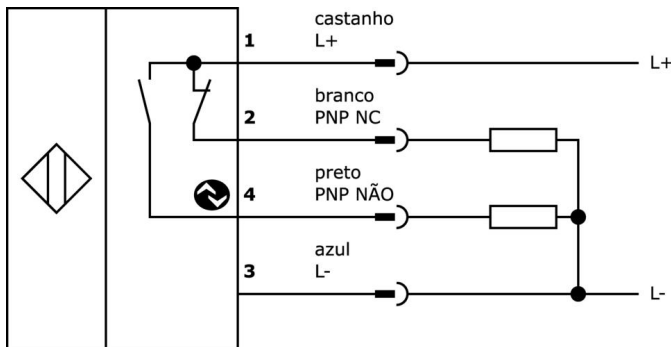 castanho
1 L+
L+
branco
2 PNP NC
preto
4 PNP NÃO
azul
3 L-
L-